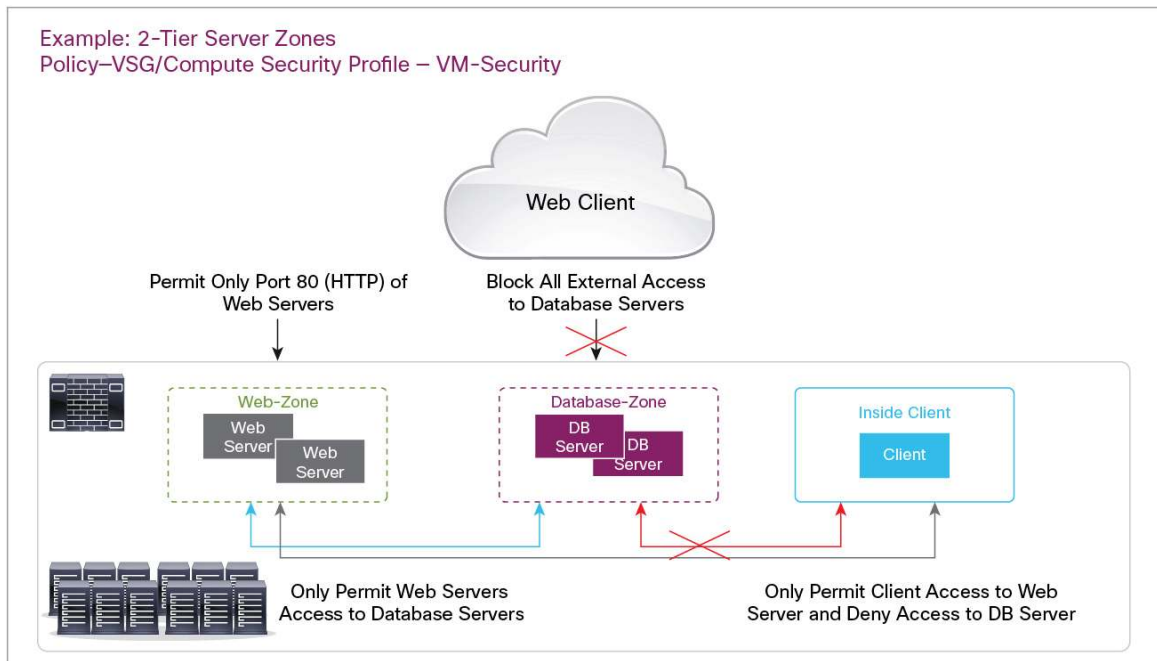 Example: 2-Tier Server Zones
Policy–VSG/Compute Security Profile – VM-Security
Web Client
Permit Only Port 80 (HTTP) of
Web Servers
Block All External Access
to Database Servers
Web-Zone
Web
Server
Web
Server
Database-Zone
DB
Server
DB
Server
Inside Client
Client
Only Permit Web Servers
Access to Database Servers
Only Permit Client Access to Web
Server and Deny Access to DB Server